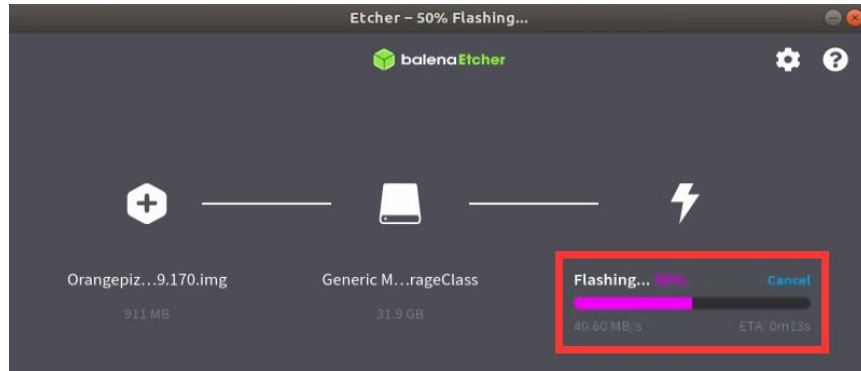 Etcher – 50% Flashing...
balenaEtcher
Orangepiz...9.170.img
Generic M...rageClass
Flashing... 50%
Cancel
911 MB
31.9 GB
40.60 MB/s
ETA: 0m13s